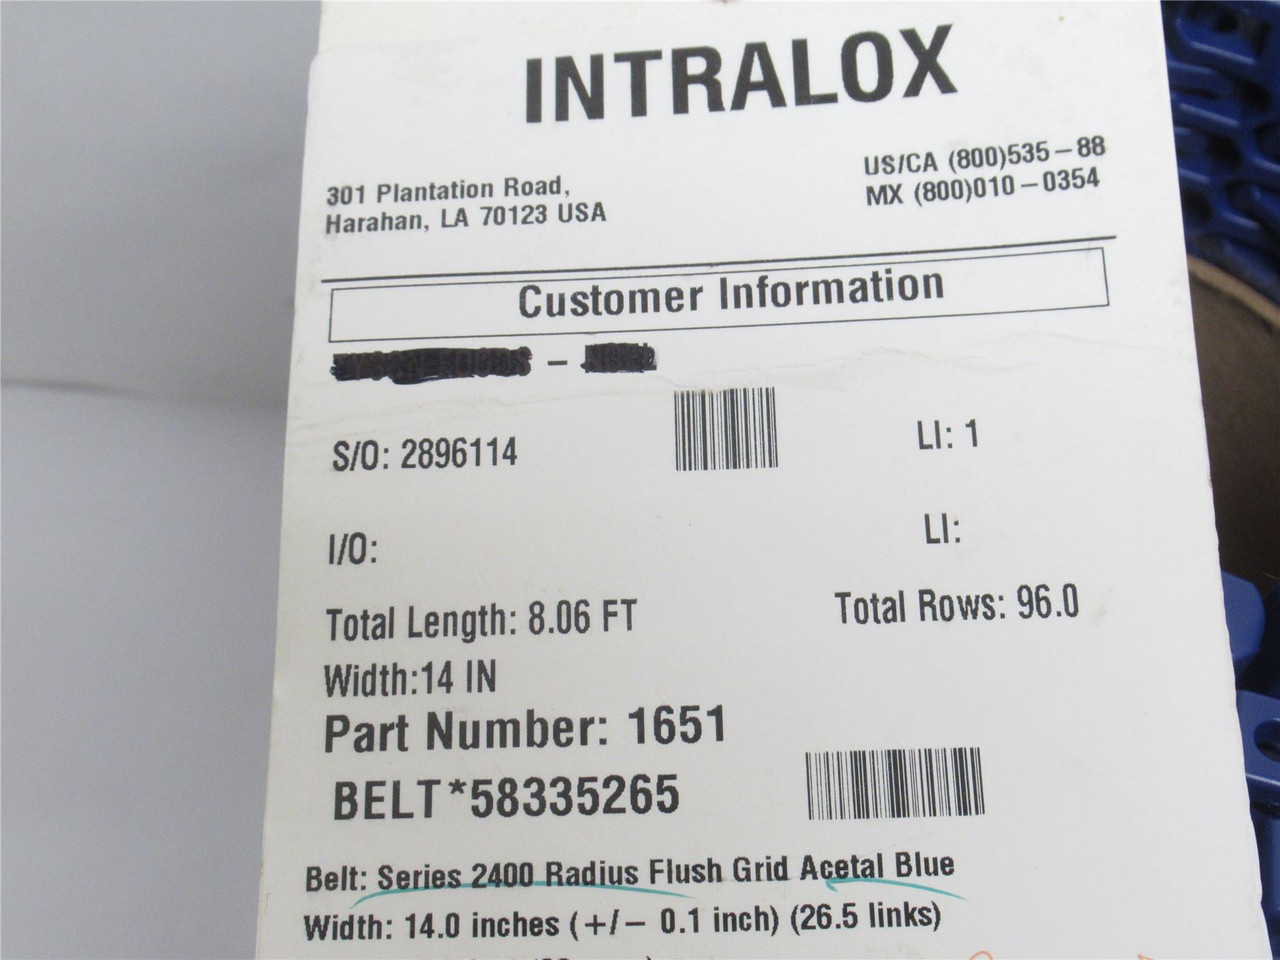 INTRALOX
301 Plantation Road,
Harahan, LA 70123 USA
US/CA (800)535-88
MX (800)010-0354
Customer Information
-
S/O: 2896114
LI: 1
I/O:
LI:
Total Length: 8.06 FT
Total Rows: 96.0
Width:14 IN
Part Number: 1651
BELT*58335265
Belt: Series 2400 Radius Flush Grid Acetal Blue
Width: 14.0 inches (+/- 0.1 inch) (26.5 links)